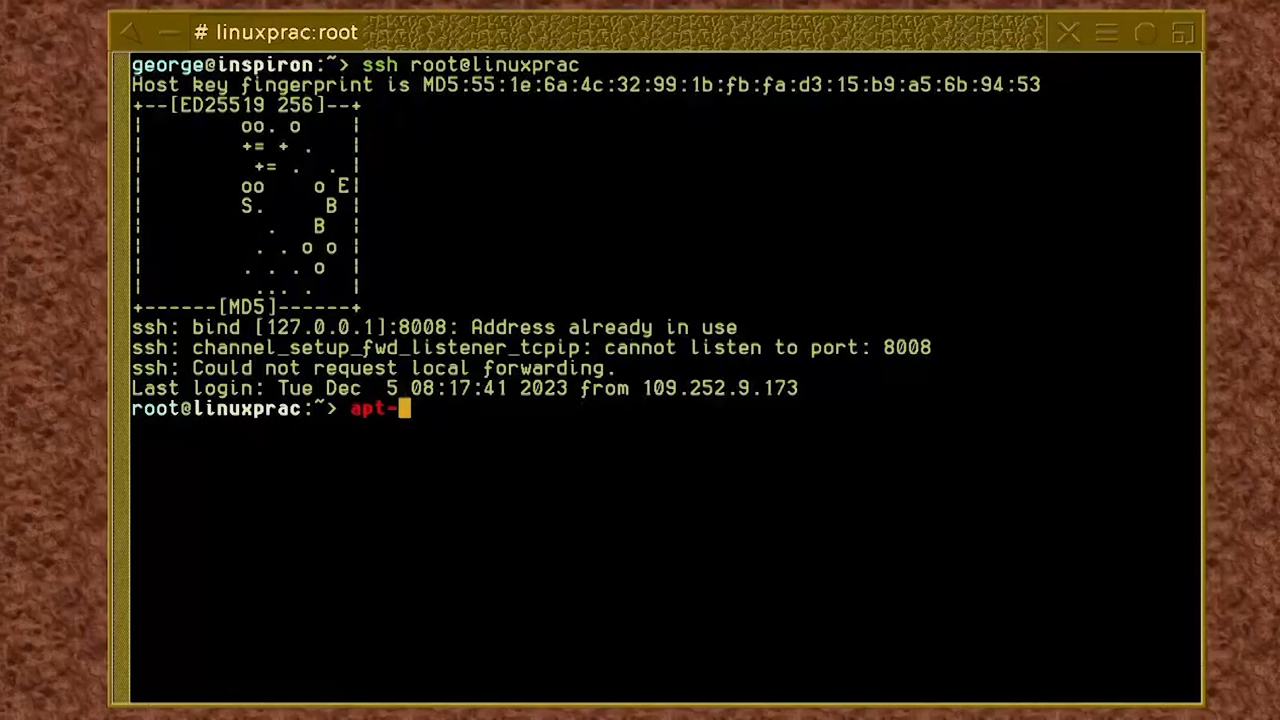 # linuxprac:root
george@inspiron:~> ssh root@linuxprac
Host key fingerprint is MD5:55:1e:6a:4c:32:99:1b:fb:fa:d3:15:b9:a5:6b:94:53
+--[ED25519 256]--+
|         oo. o    |
|         += + .   |
|          += .  . |
|         oo    o E|
|         S.     B |
|           .   B  |
|          . . o o |
|         . . . o  |
|          ... .   |
+------[MD5]------+
ssh: bind [127.0.0.1]:8008: Address already in use
ssh: channel_setup_fwd_listener_tcpip: cannot listen to port: 8008
ssh: Could not request local forwarding.
Last login: Tue Dec  5 08:17:41 2023 from 109.252.9.173
root@linuxprac:~> apt-